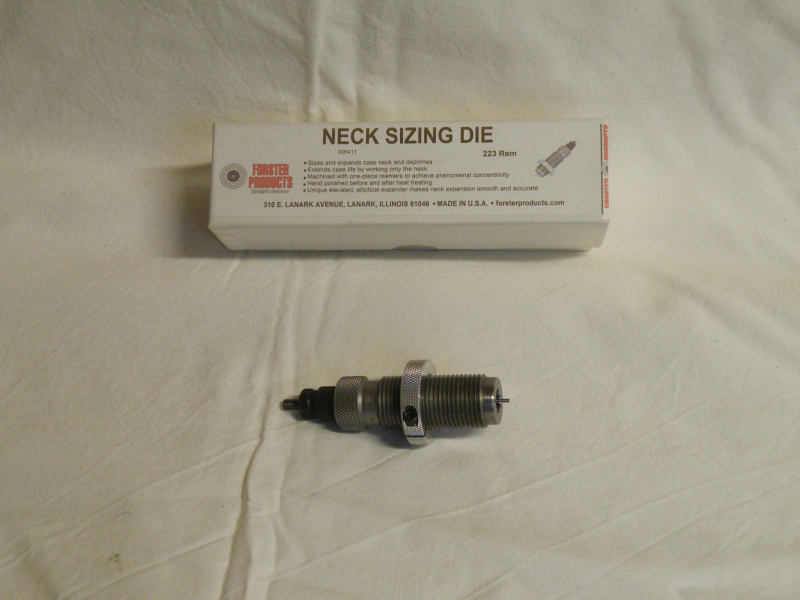 NECK SIZING DIE
223 Rem
• Sizes and expands case neck and deprimes
• Extends case life by working only the neck
• Machined with one-piece reamers to achieve phenomenal concentricity
• Hand polished before and after heat treating
• Unique elevated, elliptical expander makes neck expansion smooth and accurate
FORSTER
PRODUCTS
310 E. LANARK AVENUE, LANARK, ILLINOIS 61046 • MADE IN U.S.A. • forsterproducts.com